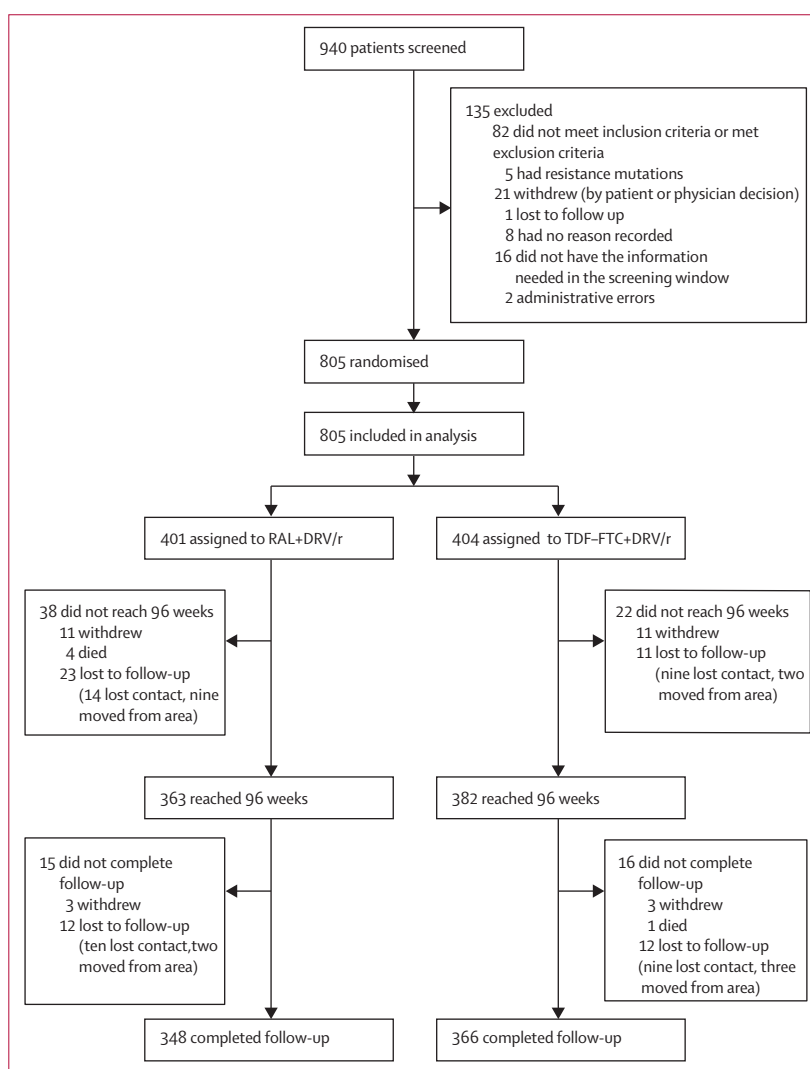 940 patients screened
135 excluded
82 did not meet inclusion criteria or met
exclusion criteria
5 had resistance mutations
21 withdrew (by patient or physician decision)
1 lost to follow up
8 had no reason recorded
16 did not have the information
needed in the screening window
2 administrative errors
805 randomised
805 included in analysis
401 assigned to RAL+DRV/r
404 assigned to TDF–FTC+DRV/r
38 did not reach 96 weeks
11 withdrew
4 died
23 lost to follow-up
(14 lost contact, nine
moved from area)
22 did not reach 96 weeks
11 withdrew
11 lost to follow-up
(nine lost contact, two
moved from area)
363 reached 96 weeks
382 reached 96 weeks
15 did not complete
follow-up
3 withdrew
12 lost to follow-up
(ten lost contact,two
moved from area)
16 did not complete
follow-up
3 withdrew
1 died
12 lost to follow-up
(nine lost contact, three
moved from area)
348 completed follow-up
366 completed follow-up